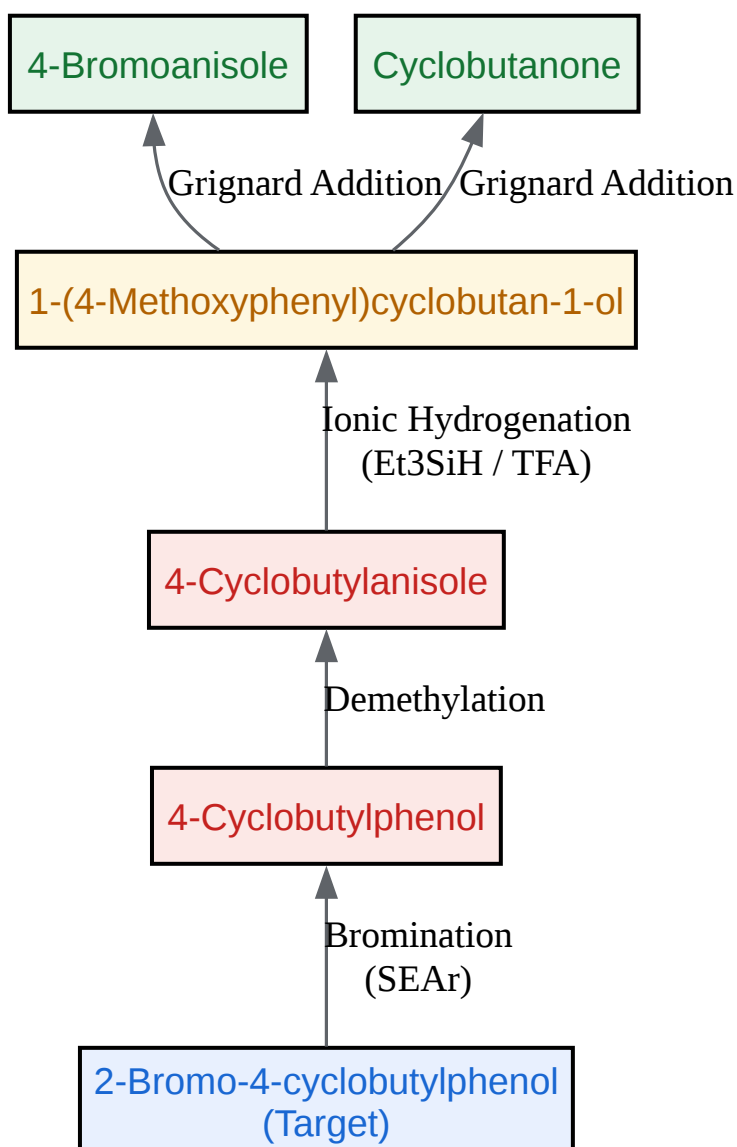 4-Bromoanisole
Cyclobutanone
Grignard Addition
Grignard Addition
1-(4-Methoxyphenyl)cyclobutan-1-ol
Ionic Hydrogenation
(Et3SiH / TFA)
4-Cyclobutylanisole
Demethylation
4-Cyclobutylphenol
Bromination
(SEAr)
2-Bromo-4-cyclobutylphenol
(Target)